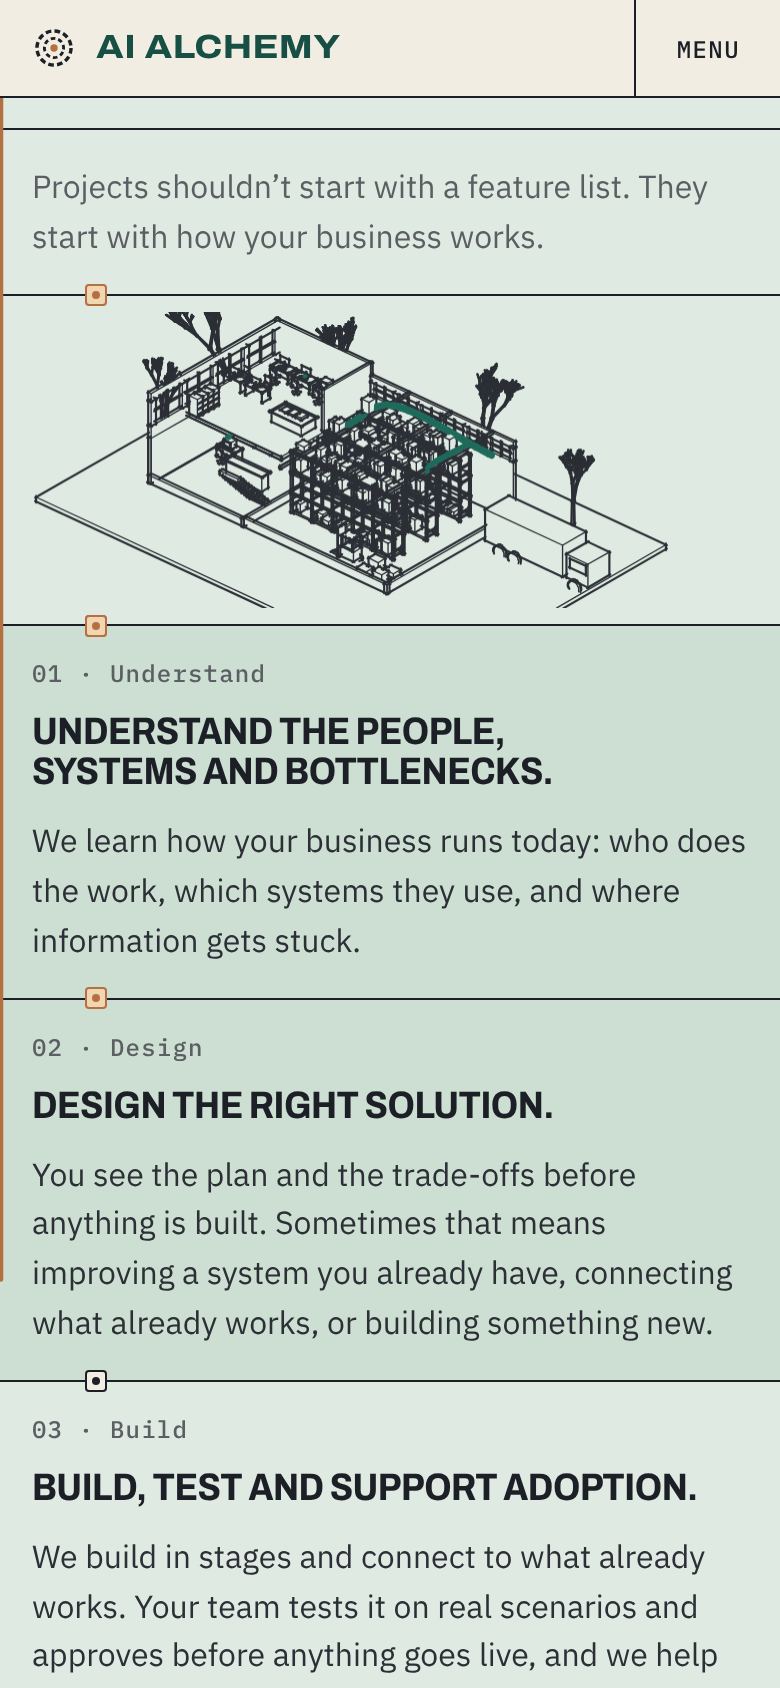 AI ALCHEMY
MENU
Projects shouldn’t start with a feature list. They
start with how your business works.
01 · Understand
UNDERSTAND THE PEOPLE,
SYSTEMS AND BOTTLENECKS.
We learn how your business runs today: who does
the work, which systems they use, and where
information gets stuck.
02 · Design
DESIGN THE RIGHT SOLUTION.
You see the plan and the trade-offs before
anything is built. Sometimes that means
improving a system you already have, connecting
what already works, or building something new.
03 · Build
BUILD, TEST AND SUPPORT ADOPTION.
We build in stages and connect to what already
works. Your team tests it on real scenarios and
approves before anything goes live, and we help